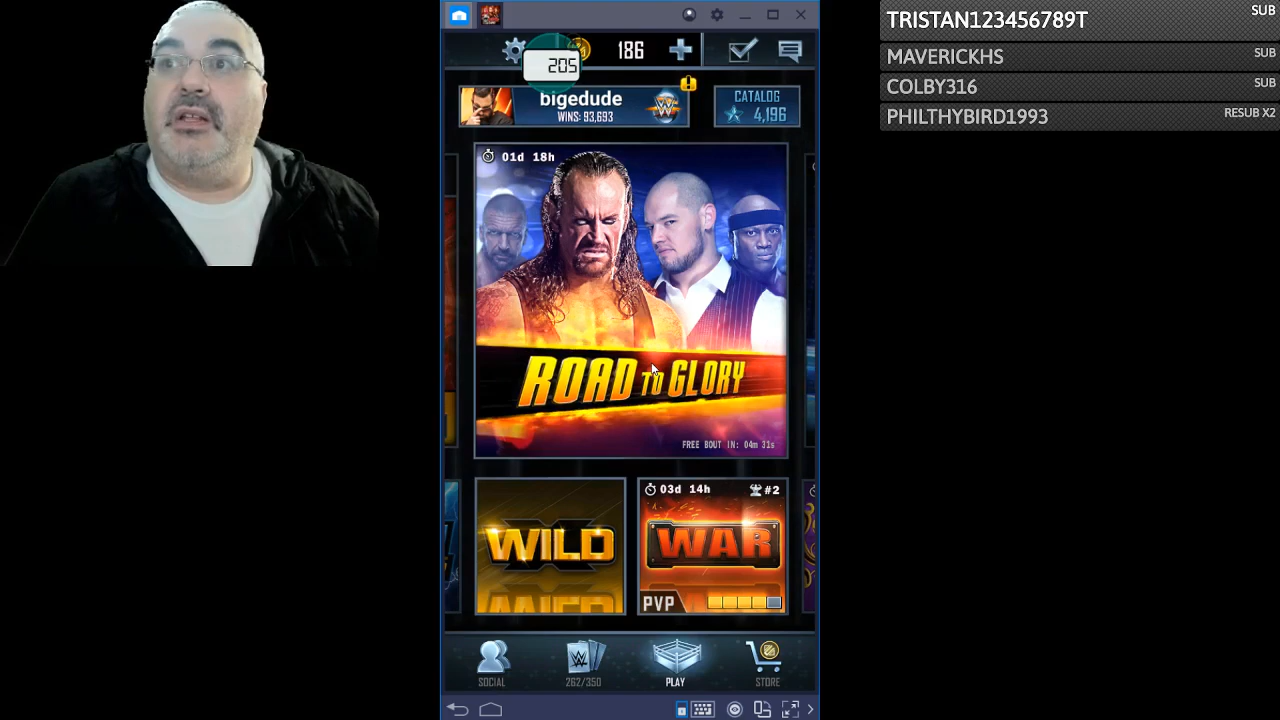 186
205
bigedude
WINS: 93,693
CATALOG
4,196
01d 18h
ROAD TO GLORY
FREE BOUT IN: 04m 31s
WILD
03d 14h
#2
WAR
PVP
SOCIAL
262/350
PLAY
STORE
TRISTAN123456789T SUB
MAVERICKHS SUB
COLBY316 SUB
PHILTHYBIRD1993 RESUB X2